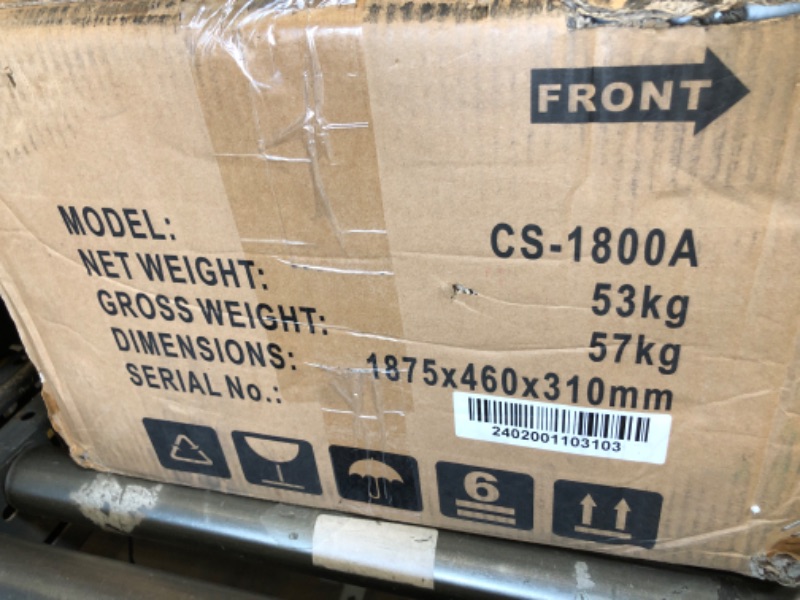 FRONT
MODEL: CS-1800A
NET WEIGHT: 53kg
GROSS WEIGHT: 57kg
DIMENSIONS: 1875x460x310mm
SERIAL No.: 2402001103103
6